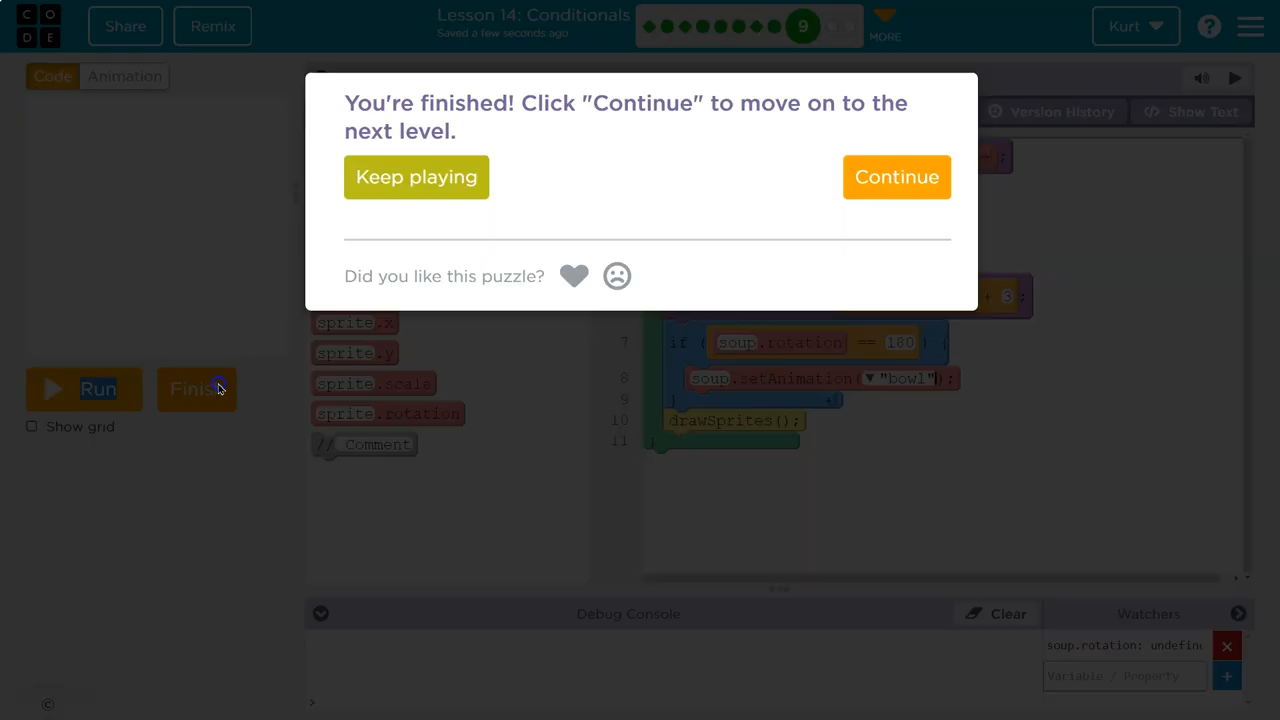 C O
D E
Share
Remix
Lesson 14: Conditionals
Saved a few seconds ago
9
MORE
Kurt
?
Code
Animation
Version History
Show Text
You're finished! Click "Continue" to move on to the
next level.
Keep playing
Continue
Did you like this puzzle?
sprite.x
sprite.y
sprite.scale
sprite.rotation
// Comment
Run
Finish
Show grid
+ 3 ;
7 if ( soup.rotation == 180 ) {
8 soup.setAnimation( ▼ "bowl");
9 }
10 drawSprites();
11 }
Debug Console
Clear
Watchers
soup.rotation: undefine
Variable / Property
>
©